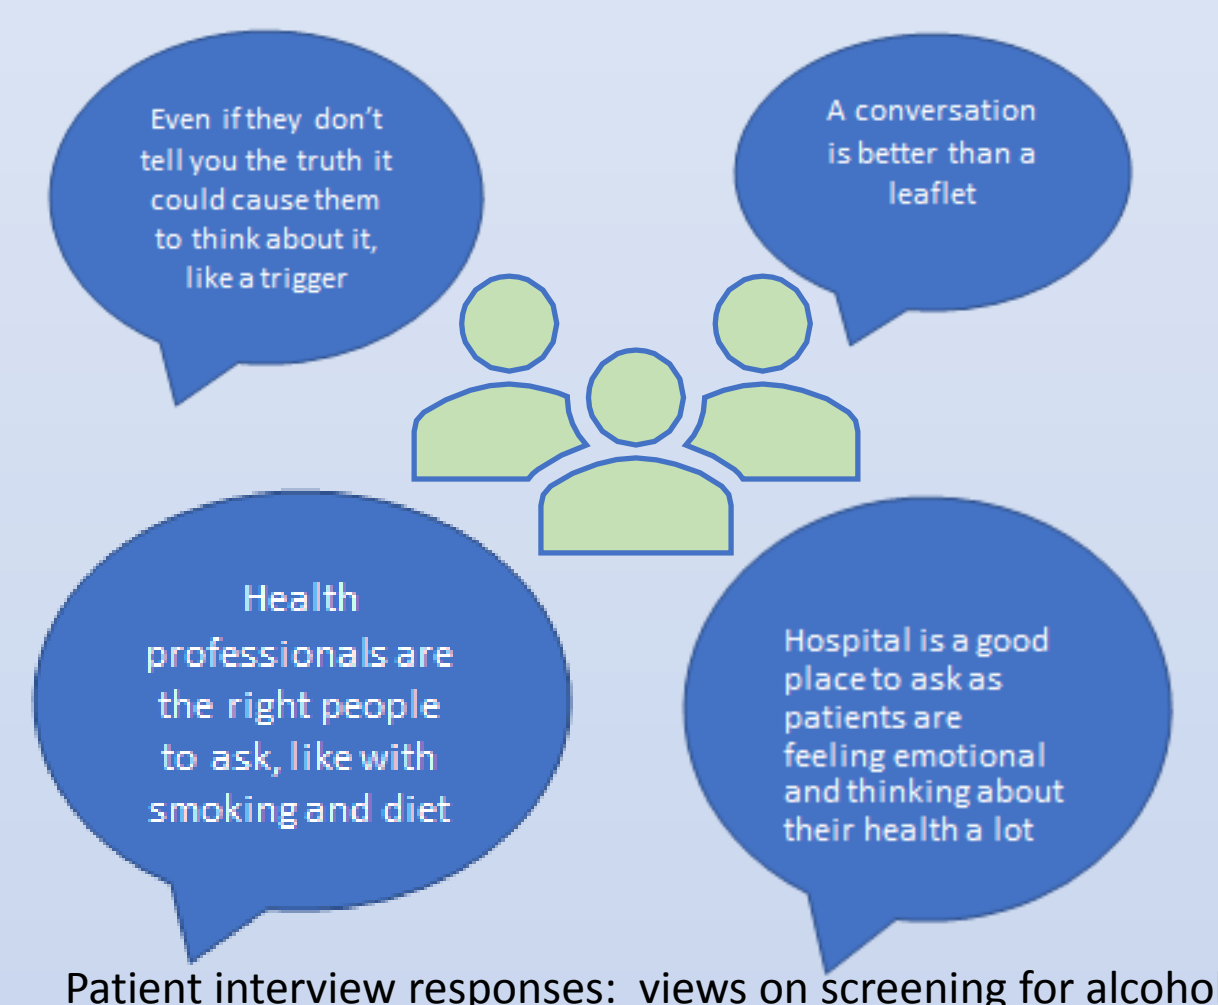 Even if they don't
tell you the truth it
could cause them
to think about it,
like a trigger
A conversation
is better than a
leaflet
Health
professionals are
the right people
to ask, like with
smoking and diet
Hospital is a good
place to ask as
patients are
feeling emotional
and thinking about
their health a lot
Patient interview responses: views on screening for alcoho